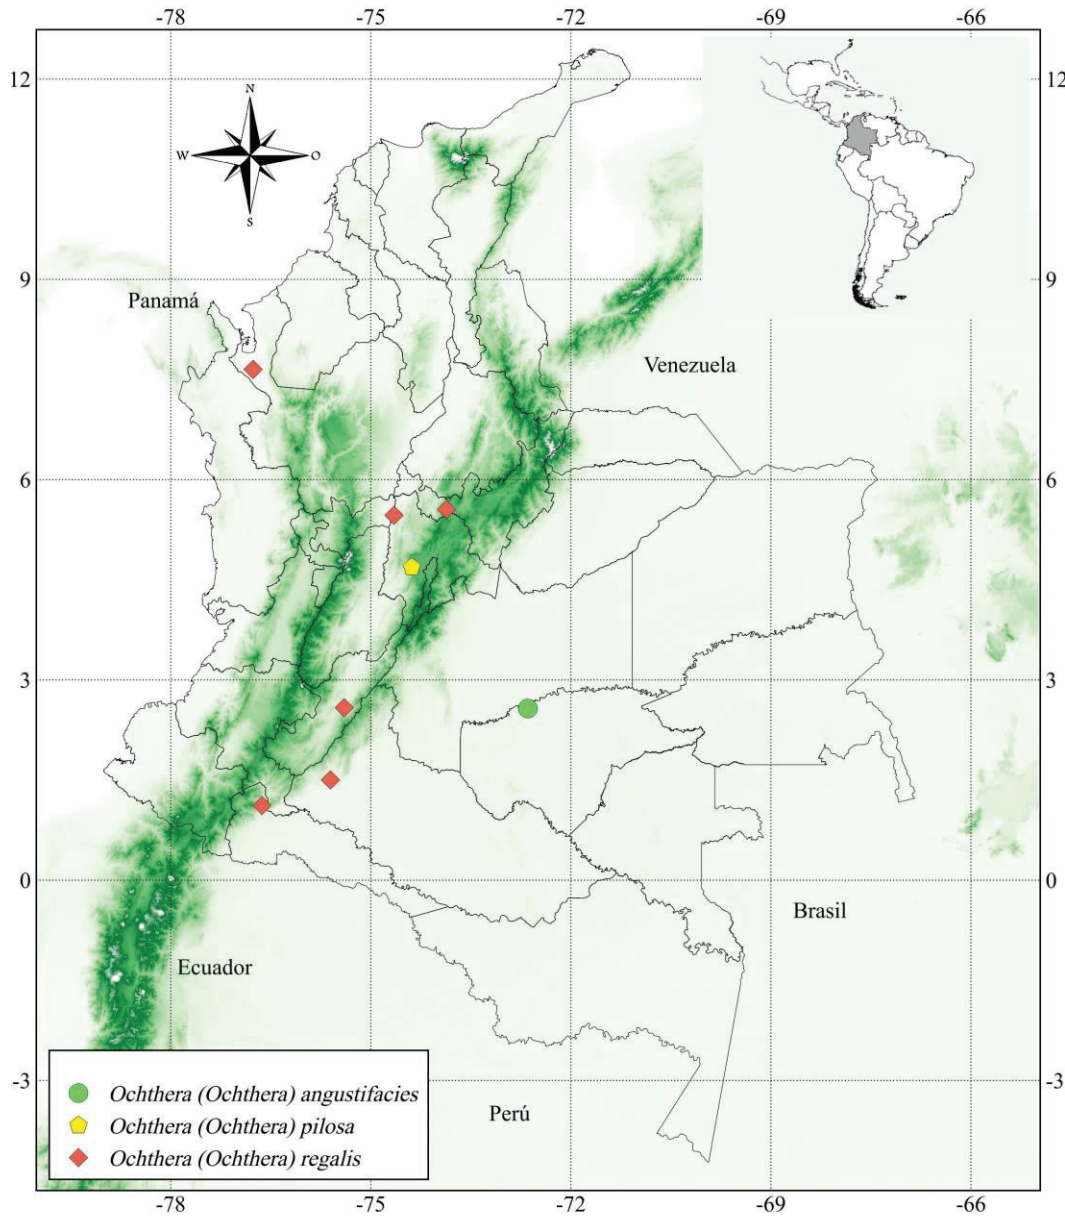 -78 -75 -72 -69 -66
12 12
N
W O
S
9 9
Panamá
Venezuela
6 6
3 3
0 0
Brasil
Ecuador
-3 -3
Ochthera (Ochthera) angustifacies
Perú
Ochthera (Ochthera) pilosa
Ochthera (Ochthera) regalis
-78 -75 -72 -69 -66